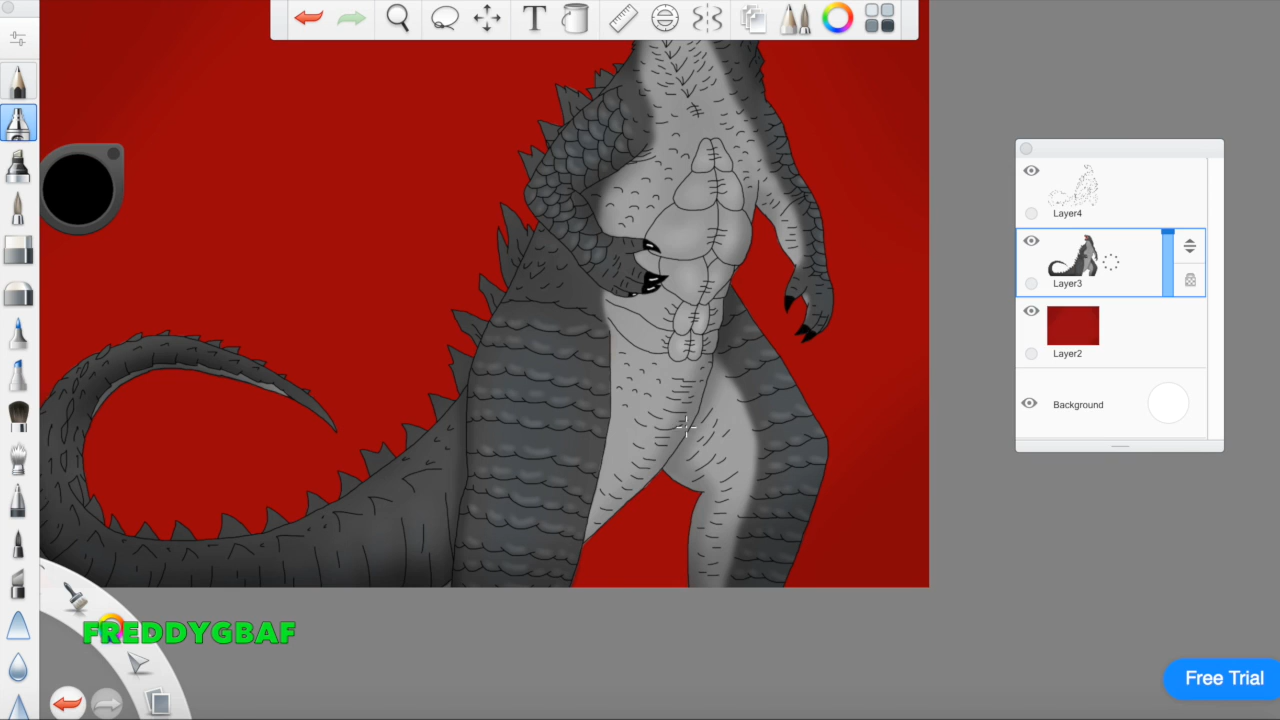 T
Layer4
Layer3
Layer2
Background
FREDDYGBAF
Free Trial